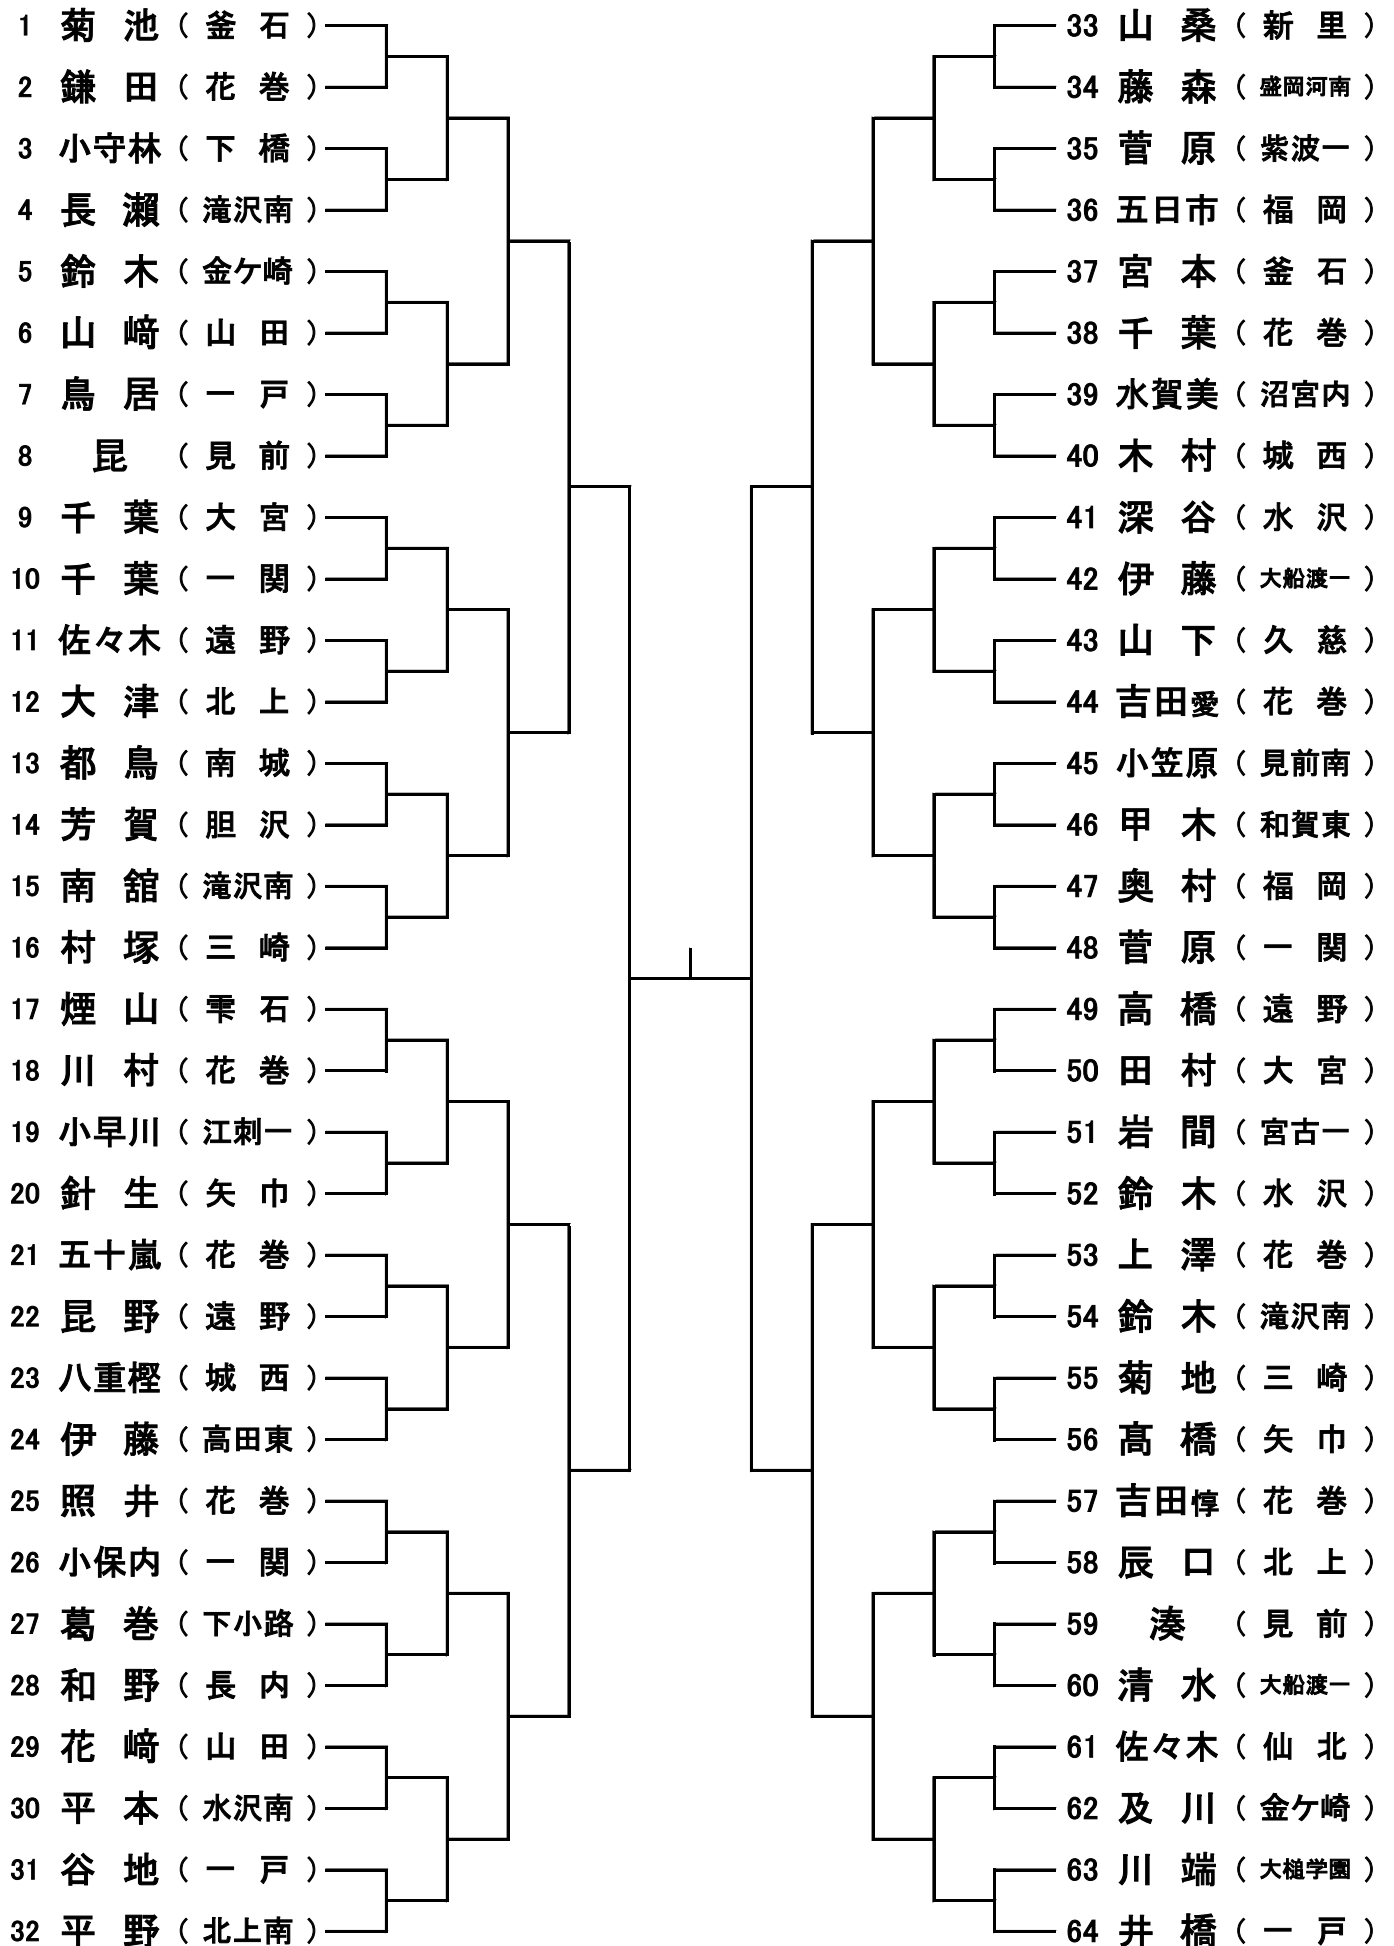 1 菊池 (釜石)
2 鎌田 (花巻)
3 小守林 (下橋)
4 長瀨 (滝沢南)
5 鈴木 (金ケ崎)
6 山﨑 (山田)
7 鳥居 (一戸)
8 昆 (見前)
9 千葉 (大宮)
10 千葉 (一関)
11 佐々木 (遠野)
12 大津 (北上)
13 都鳥 (南城)
14 芳賀 (胆沢)
15 南舘 (滝沢南)
16 村塚 (三崎)
17 煙山 (雫石)
18 川村 (花巻)
19 小早川 (江刺一)
20 針生 (矢巾)
21 五十嵐 (花巻)
22 昆野 (遠野)
23 八重樫 (城西)
24 伊藤 (高田東)
25 照井 (花巻)
26 小保内 (一関)
27 葛巻 (下小路)
28 和野 (長内)
29 花﨑 (山田)
30 平本 (水沢南)
31 谷地 (一戸)
32 平野 (北上南)
33 山桑 (新里)
34 藤森 (盛岡河南)
35 菅原 (紫波一)
36 五日市 (福岡)
37 宮本 (釜石)
38 千葉 (花巻)
39 水賀美 (沼宮内)
40 木村 (城西)
41 深谷 (水沢)
42 伊藤 (大船渡一)
43 山下 (久慈)
44 吉田愛 (花巻)
45 小笠原 (見前南)
46 甲木 (和賀東)
47 奥村 (福岡)
48 菅原 (一関)
49 高橋 (遠野)
50 田村 (大宮)
51 岩間 (宮古一)
52 鈴木 (水沢)
53 上澤 (花巻)
54 鈴木 (滝沢南)
55 菊地 (三崎)
56 髙橋 (矢巾)
57 吉田惇 (花巻)
58 辰口 (北上)
59 湊 (見前)
60 清水 (大船渡一)
61 佐々木 (仙北)
62 及川 (金ケ崎)
63 川端 (大槌学園)
64 井橋 (一戸)